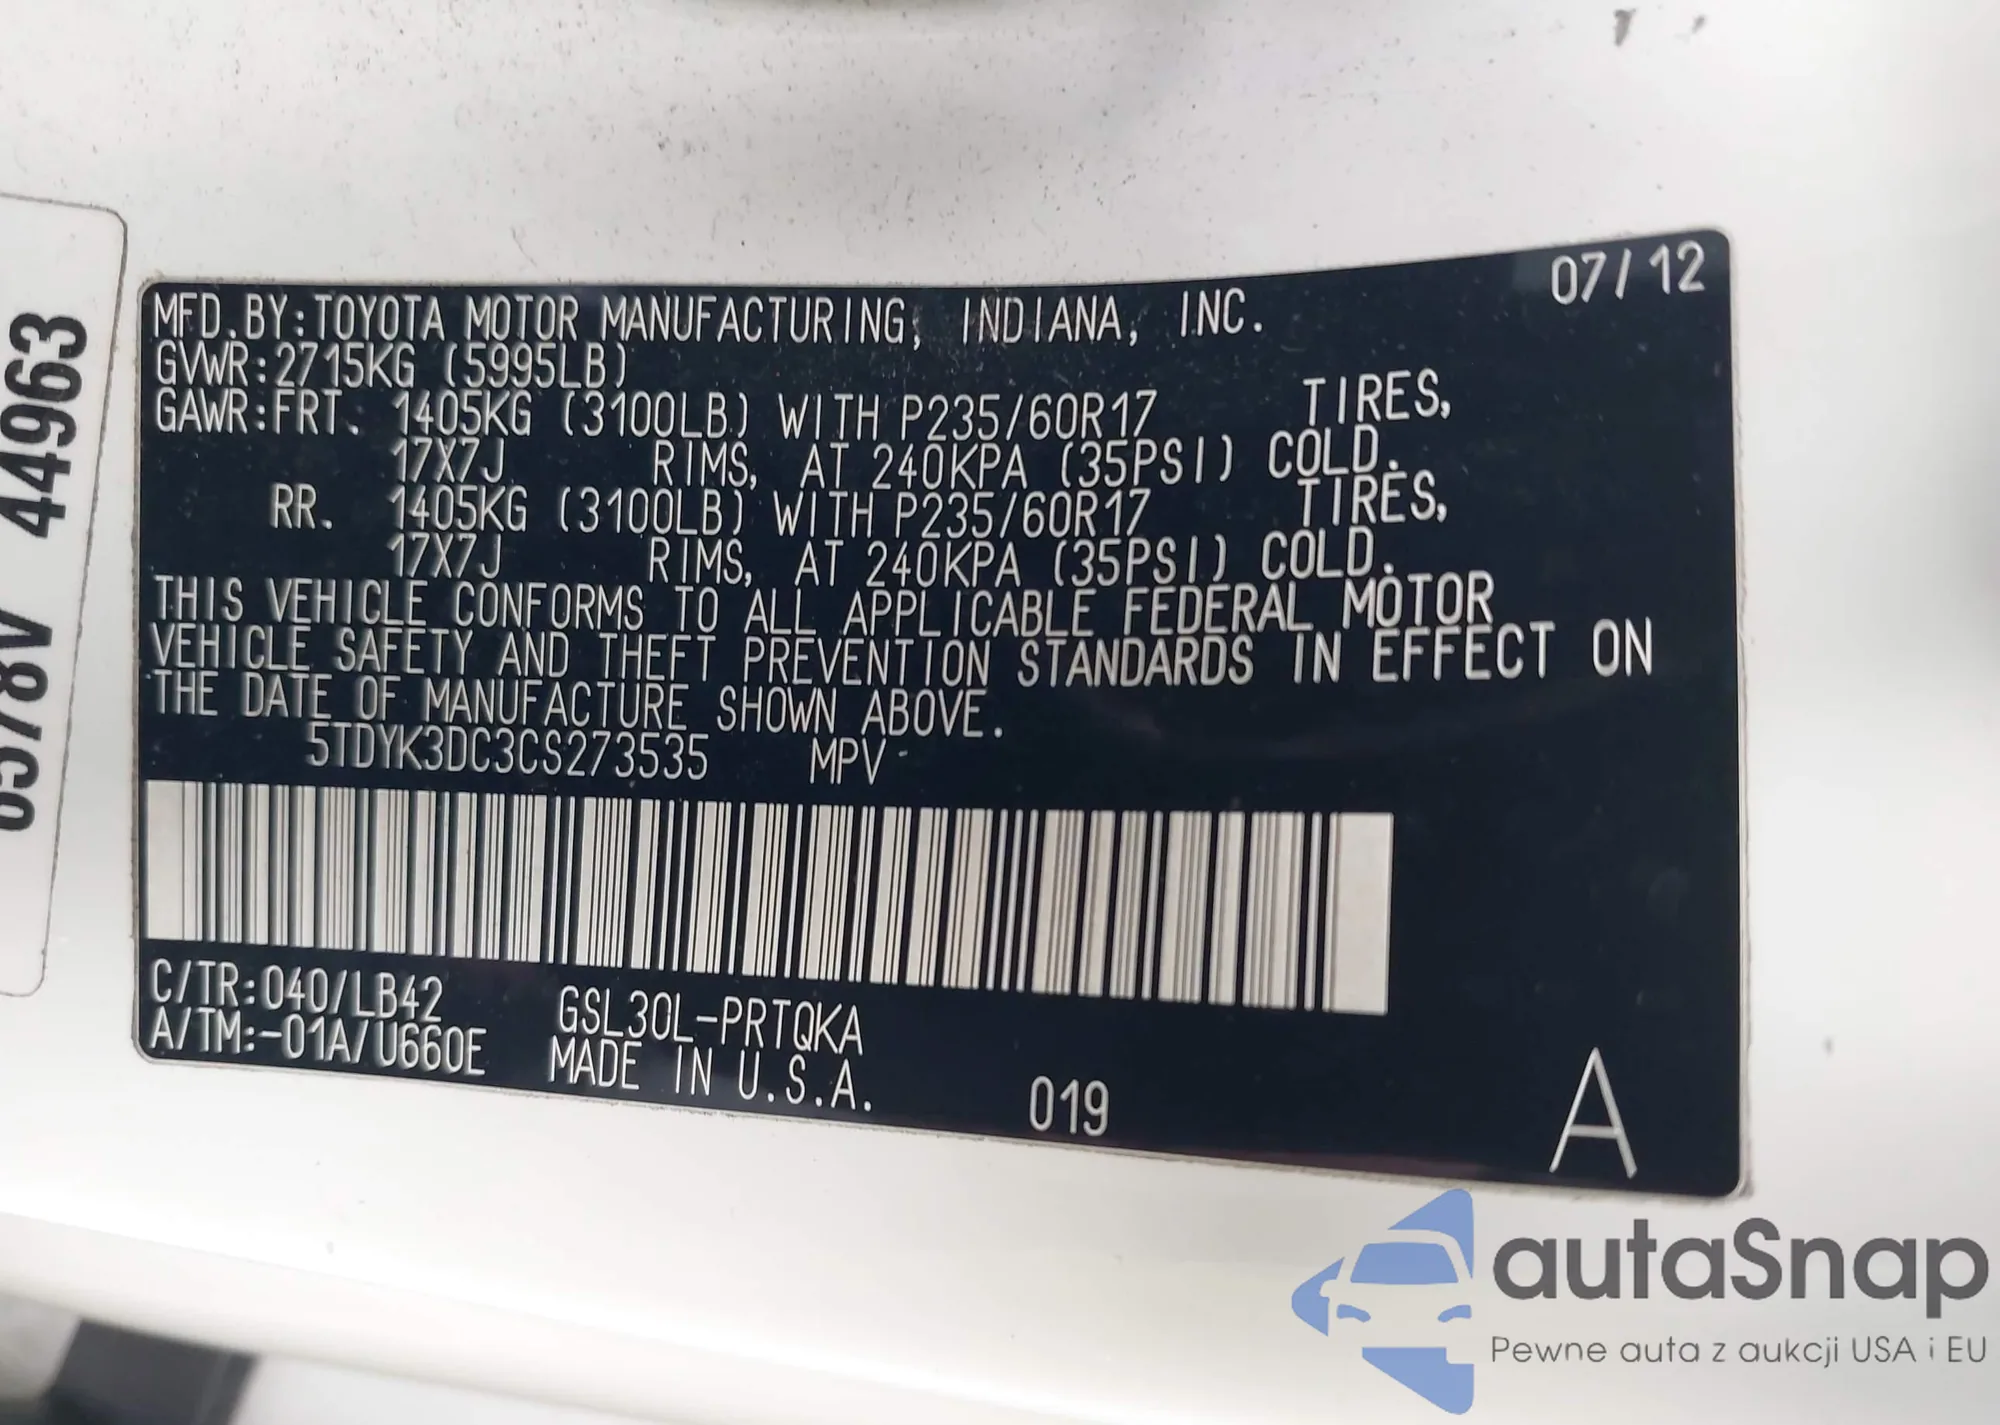 07/12
MFD.BY:TOYOTA MOTOR MANUFACTURING, INDIANA, INC.
GVWR:2715KG (5995LB)
GAWR:FRT. 1405KG (3100LB) WITH P235/60R17 TIRES,
17X7J RIMS, AT 240KPA (35PSI) COLD.
RR. 1405KG (3100LB) WITH P235/60R17 TIRES,
17X7J RIMS, AT 240KPA (35PSI) COLD.
THIS VEHICLE CONFORMS TO ALL APPLICABLE FEDERAL MOTOR
VEHICLE SAFETY AND THEFT PREVENTION STANDARDS IN EFFECT ON
THE DATE OF MANUFACTURE SHOWN ABOVE.
5TDYK3DC3CS273535 MPV
C/TR:040/LB42 GSL30L-PRTQKA
A/TM:-01A/U660E MADE IN U.S.A.
019
A
44963
autaSnap
Pewne auta z aukcji USA i EU